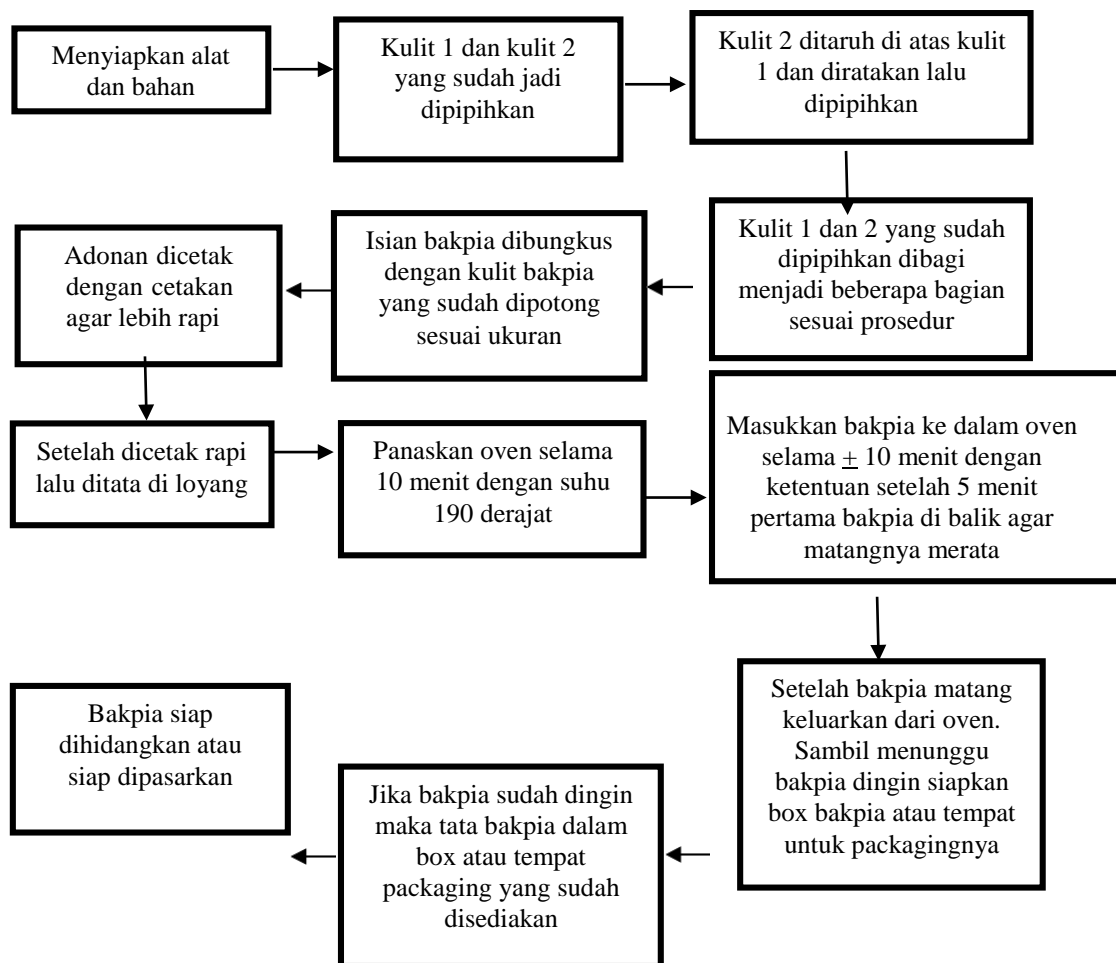 Menyiapkan alat
dan bahan
Kulit 1 dan kulit 2
yang sudah jadi
dipipihkan
Kulit 2 ditaruh di atas kulit
1 dan diratakan lalu
dipipihkan
Kulit 1 dan 2 yang sudah
dipipihkan dibagi
menjadi beberapa bagian
sesuai prosedur
Isian bakpia dibungkus
dengan kulit bakpia
yang sudah dipotong
sesuai ukuran
Adonan dicetak
dengan cetakan
agar lebih rapi
Setelah dicetak rapi
lalu ditata di loyang
Panaskan oven selama
10 menit dengan suhu
190 derajat
Masukkan bakpia ke dalam oven
selama + 10 menit dengan
ketentuan setelah 5 menit
pertama bakpia di balik agar
matangnya merata
Setelah bakpia matang
keluarkan dari oven.
Sambil menunggu
bakpia dingin siapkan
box bakpia atau tempat
untuk packagingnya
Jika bakpia sudah dingin
maka tata bakpia dalam
box atau tempat
packaging yang sudah
disediakan
Bakpia siap
dihidangkan atau
siap dipasarkan